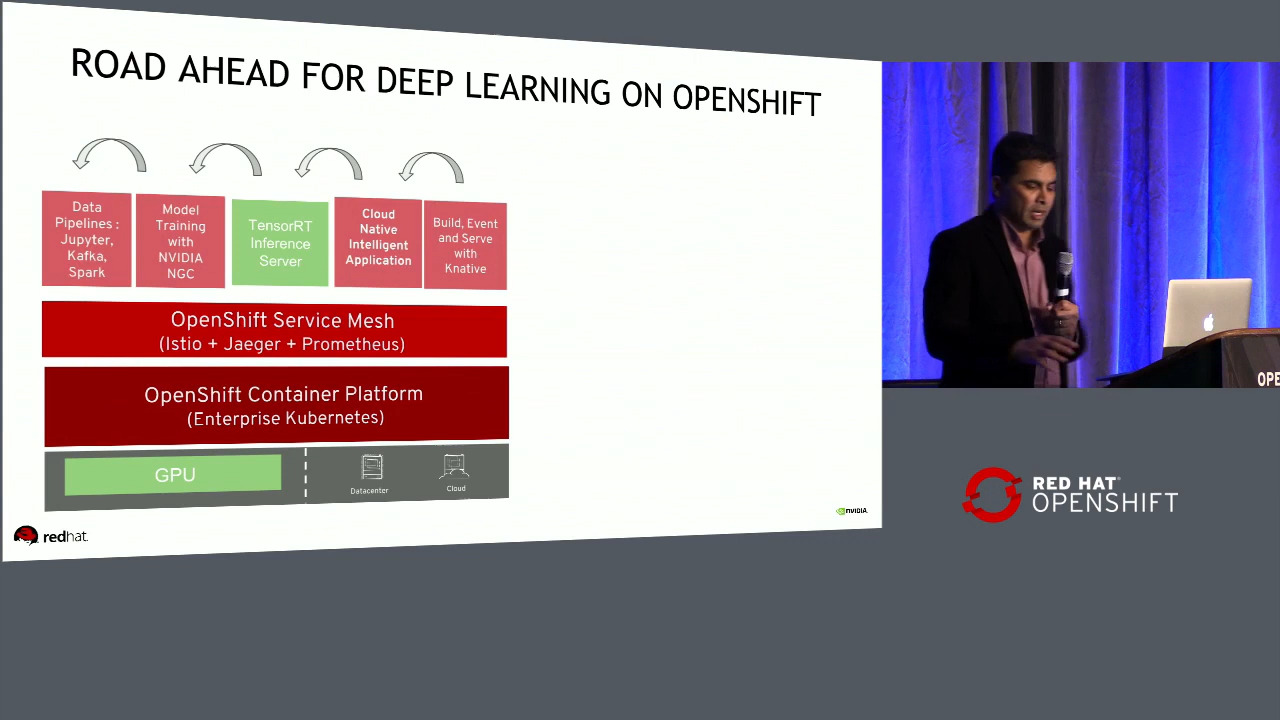 ROAD AHEAD FOR DEEP LEARNING ON OPENSHIFT
Data
Pipelines :
Jupyter,
Kafka,
Spark
Model
Training
with
NVIDIA
NGC
TensorRT
Inference
Server
Cloud
Native
Intelligent
Application
Build, Event
and Serve
with
Knative
OpenShift Service Mesh
(Istio + Jaeger + Prometheus)
OpenShift Container Platform
(Enterprise Kubernetes)
GPU
Datacenter
Cloud
redhat.
NVIDIA.
OPE
RED HAT®
OPENSHIFT